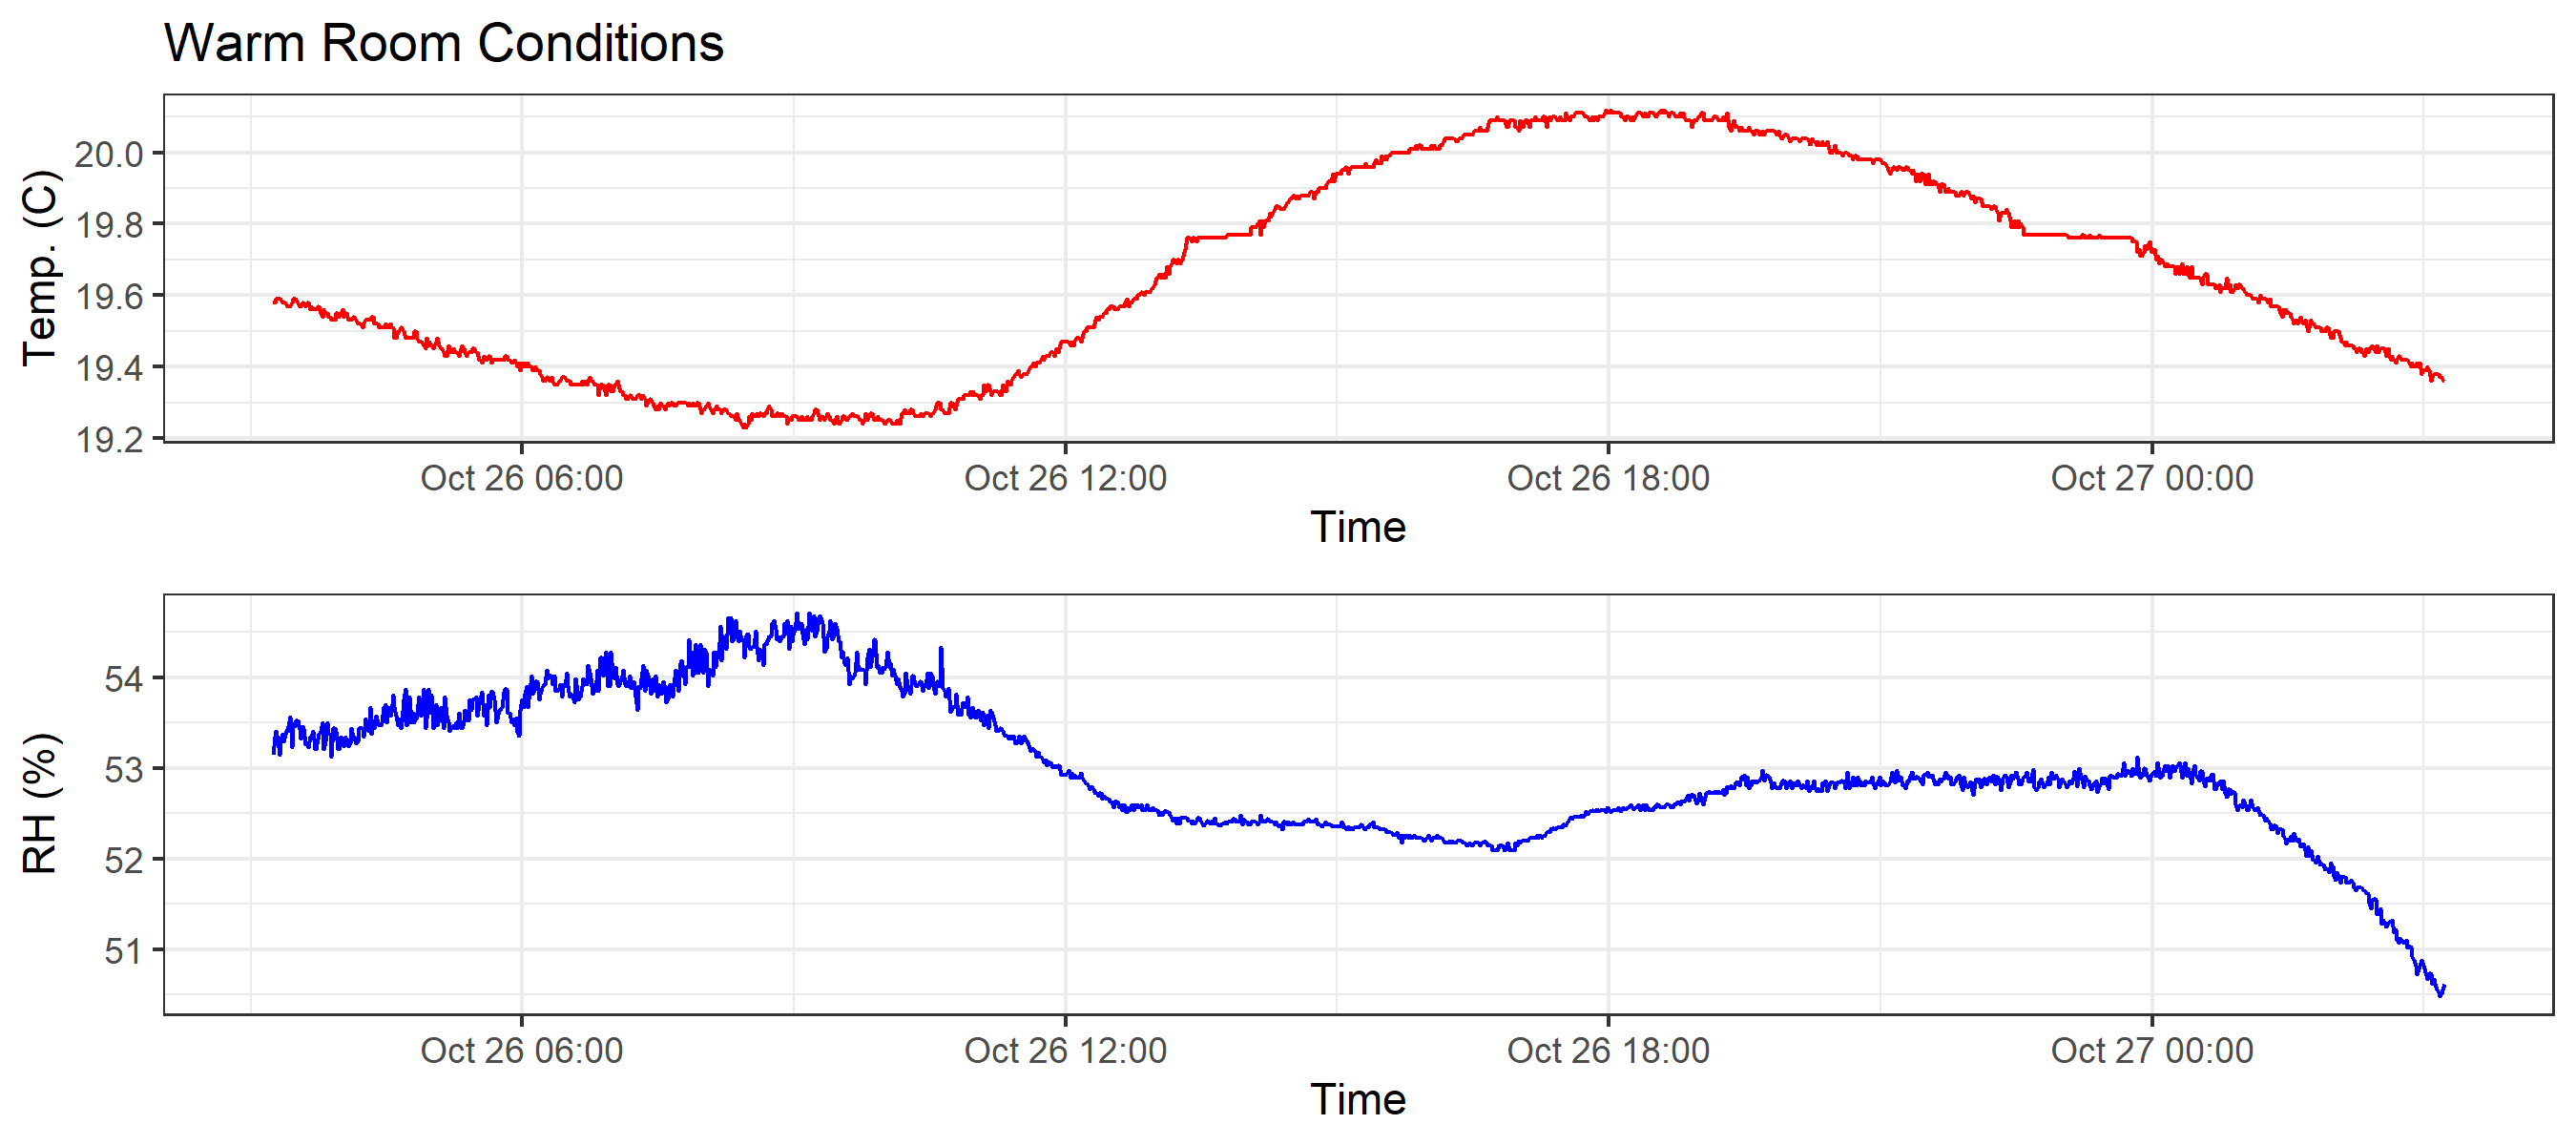 Warm Room Conditions
Temp. (C)
20.0
19.8
19.6
19.4
19.2
Oct 26 06:00 Oct 26 12:00 Oct 26 18:00 Oct 27 00:00
Time
RH (%)
54
53
52
51
Oct 26 06:00 Oct 26 12:00 Oct 26 18:00 Oct 27 00:00
Time